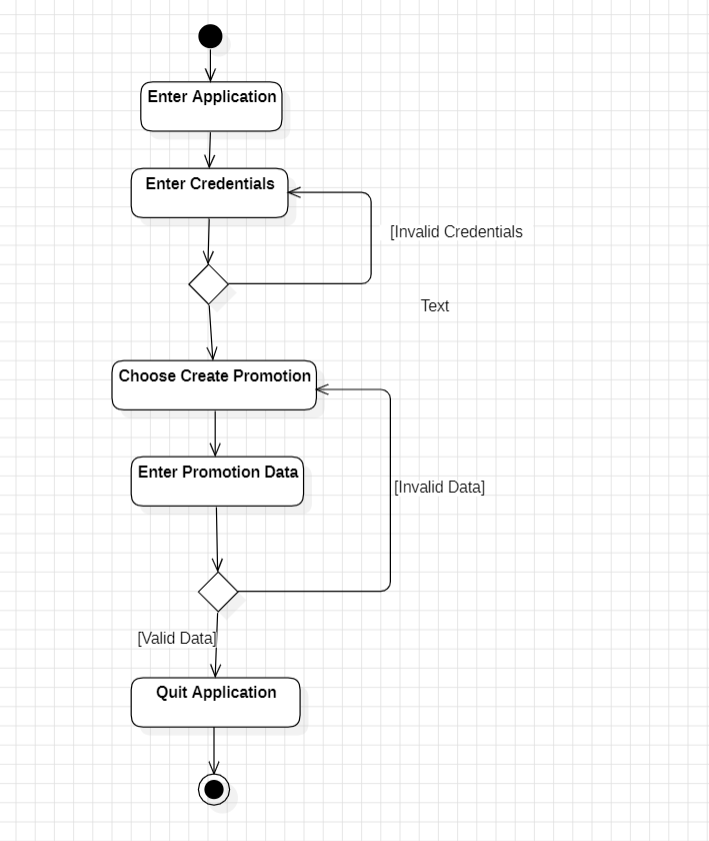 Enter Application
Enter Credentials
[Invalid Credentials
Text
Choose Create Promotion
Enter Promotion Data
[Invalid Data]
[Valid Data]
Quit Application